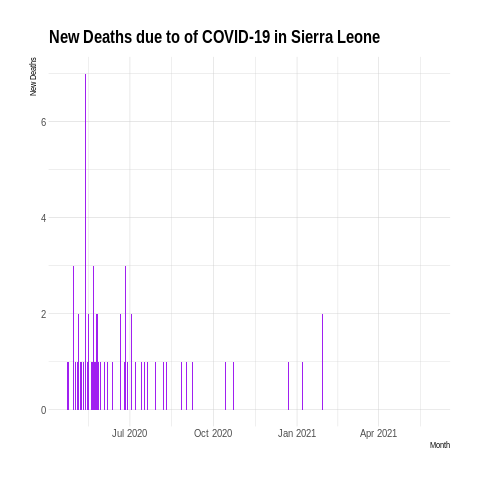 New Deaths due to of COVID-19 in Sierra Leone
New Deaths
6
4
2
0
Jul 2020 Oct 2020 Jan 2021 Apr 2021
Month